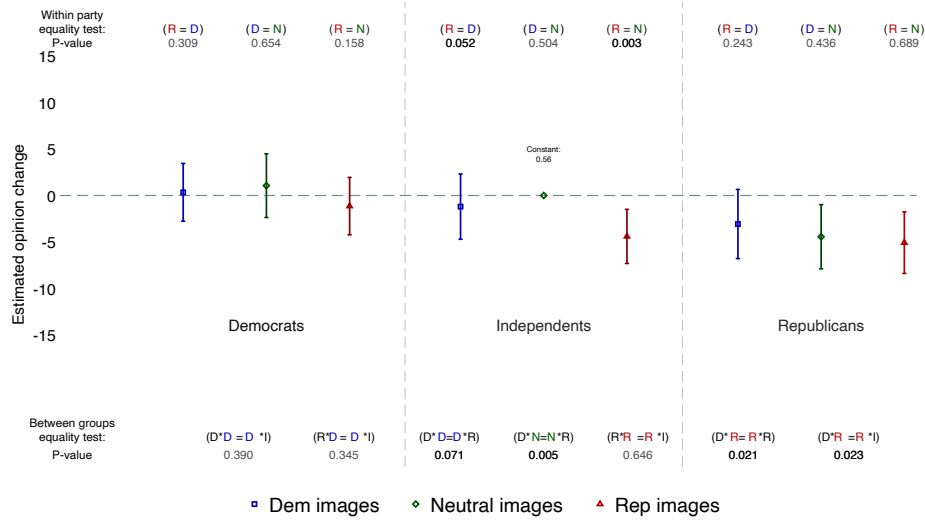 Within party
equality test:
P-value
(R = D) (D = N) (R = N) (R = D) (D = N) (R = N) (R = D) (D = N) (R = N)
0.309 0.654 0.158 0.052 0.504 0.003 0.243 0.436 0.689
15
10
5
0
-5
-10
-15
Estimated opinion change
Constant:
0.56
Democrats Independents Republicans
Between groups
equality test:
P-value
(D*D = D *I) (R*D = D *I) (D*D=D*R) (D*N=N*R) (R*R =R *I) (D*R= R*R) (D*R =R *I)
0.390 0.345 0.071 0.005 0.646 0.021 0.023
Dem images Neutral images Rep images